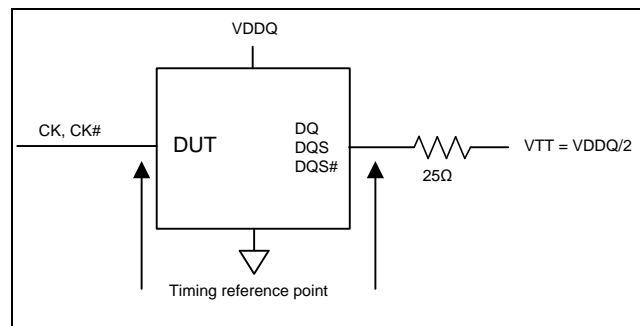 VDDQ
CK, CK#
DUT
DQ
DQS
DQS#
VTT = VDDQ/2
25Ω
Timing reference point